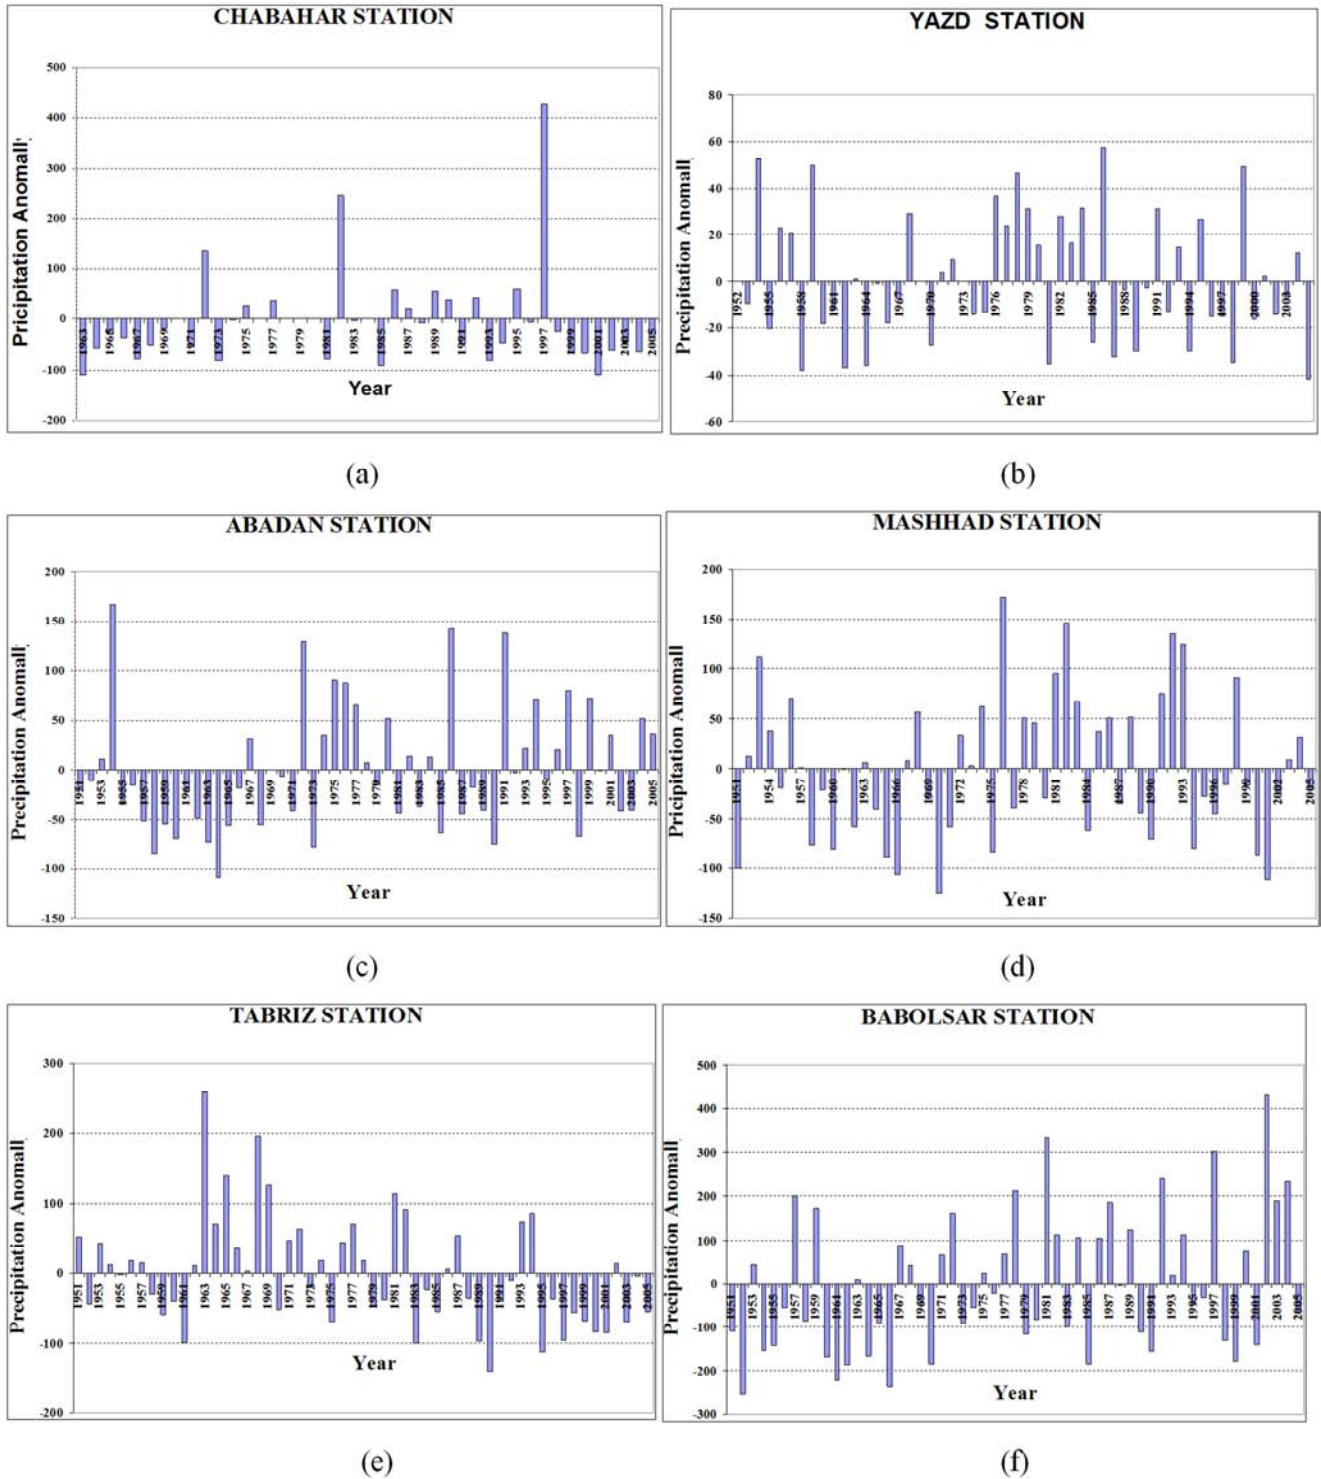 CHABAHAR STATION
500
400
300
200
100
0
-100
-200
1963 1965 1967 1969 1971 1973 1975 1977 1979 1981 1983 1985 1987 1989 1991 1993 1995 1997 1999 2001 2003 2005
Pricipitation Anomall
Year
(a)
YAZD STATION
80
60
40
20
0
-20
-40
-60
1952 1955 1958 1961 1964 1967 1970 1973 1976 1979 1982 1985 1988 1991 1994 1997 2000 2003
Precipitation Anomall
Year
(b)
ABADAN STATION
200
150
100
50
0
-50
-100
-150
1951 1953 1955 1957 1959 1961 1963 1965 1967 1969 1971 1973 1975 1977 1979 1981 1983 1985 1987 1989 1991 1993 1995 1997 1999 2001 2003 2005
Precipitation Anomall
Year
(c)
MASHHAD STATION
200
150
100
50
0
-50
-100
-150
1951 1954 1957 1960 1963 1966 1969 1972 1975 1978 1981 1984 1987 1990 1993 1996 1999 2002 2005
Pricipitation Anomall
Year
(d)
TABRIZ STATION
300
200
100
0
-100
-200
1951 1953 1955 1957 1959 1961 1963 1965 1967 1969 1971 1973 1975 1977 1979 1981 1983 1985 1987 1989 1991 1993 1995 1997 1999 2001 2003 2005
Precipitation Anomall
Year
(e)
BABOLSAR STATION
500
400
300
200
100
0
-100
-200
-300
1951 1953 1955 1957 1959 1961 1963 1965 1967 1969 1971 1973 1975 1977 1979 1981 1983 1985 1987 1989 1991 1993 1995 1997 1999 2001 2003 2005
Precipitation Anomall
Year
(f)